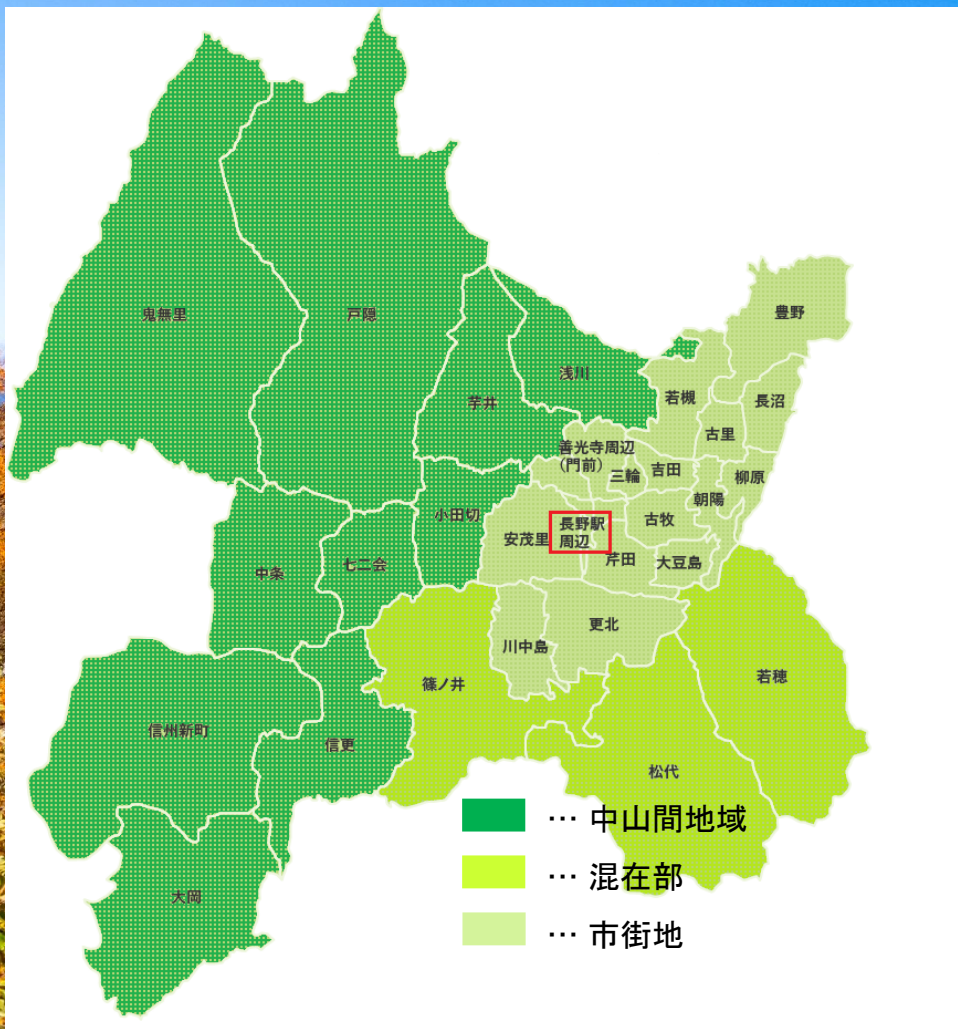 鬼無里
戸隠
豊野
浅川
芋井
若槻
長沼
古里
善光寺周辺
(門前)
三輪
吉田
柳原
朝陽
小田切
古牧
長野駅
周辺
安茂里
芹田
大豆島
中条
七二会
更北
川中島
若穂
篠ノ井
信州新町
信更
松代
大岡
… 中山間地域
… 混在部
… 市街地